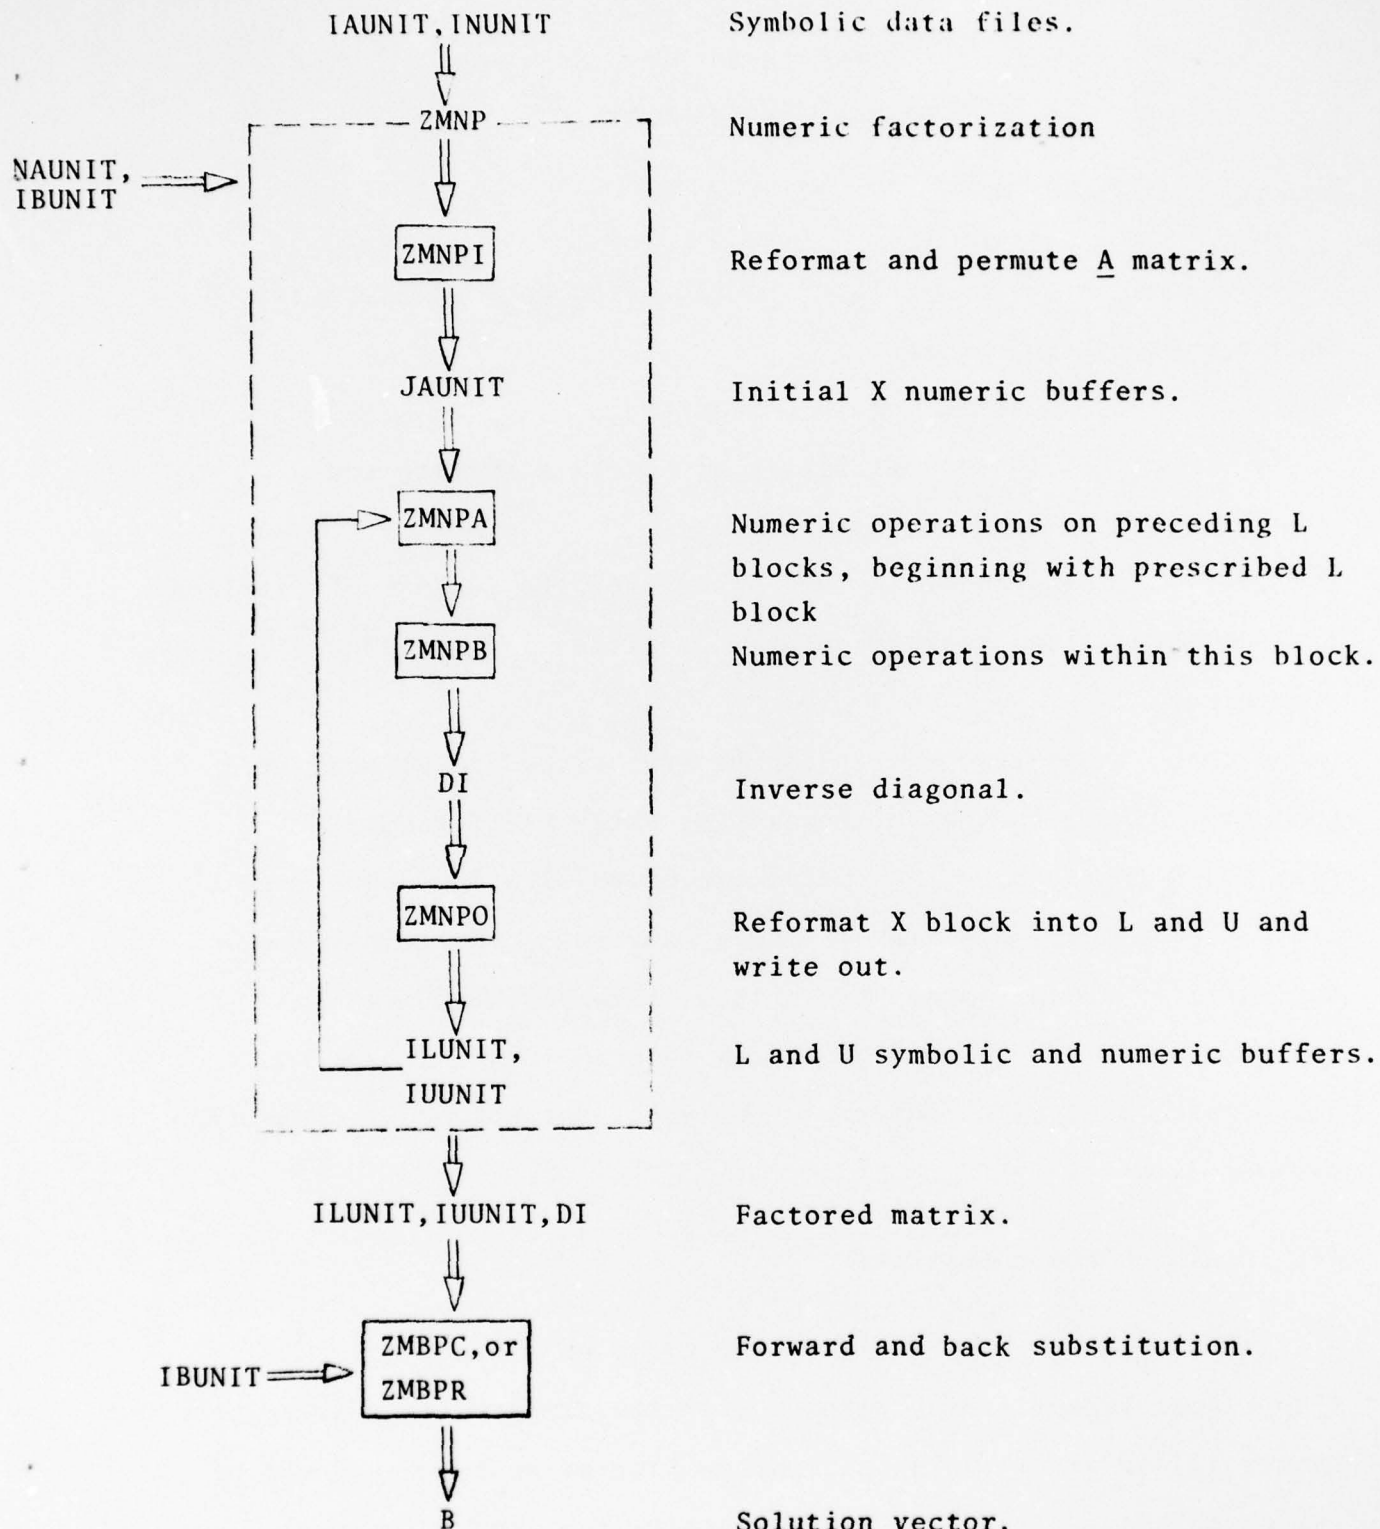 IAUNIT, INUNIT Symbolic data files.
ZMNP Numeric factorization
NAUNIT,
IBUNIT
ZMNPI Reformat and permute A matrix.
JAUNIT Initial X numeric buffers.
ZMNPA Numeric operations on preceding L
blocks, beginning with prescribed L
block
ZMNPB Numeric operations within this block.
DI Inverse diagonal.
ZMNPO Reformat X block into L and U and
write out.
ILUNIT, L and U symbolic and numeric buffers.
IUUNIT
ILUNIT, IUUNIT, DI Factored matrix.
ZMBPC, or Forward and back substitution.
IBUNIT
ZMBPR
B Solution vector.